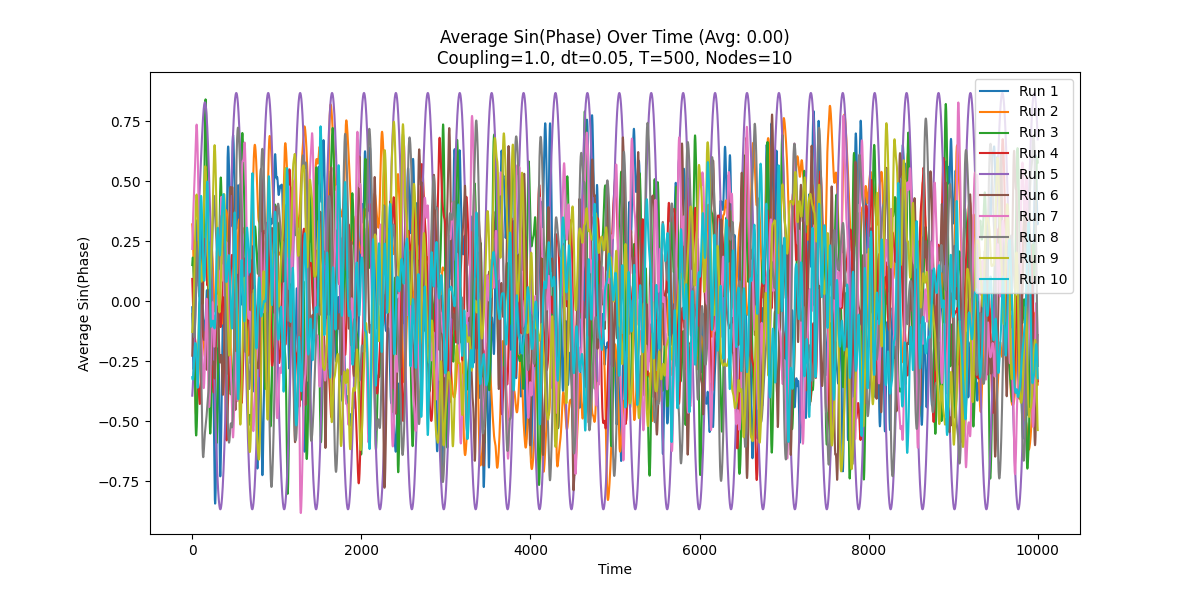 Average Sin(Phase) Over Time (Avg: 0.00)
Coupling=1.0, dt=0.05, T=500, Nodes=10
Average Sin(Phase)
0.75
0.50
0.25
0.00
−0.25
−0.50
−0.75
0
2000
4000
6000
8000
10000
Time
Run 1
Run 2
Run 3
Run 4
Run 5
Run 6
Run 7
Run 8
Run 9
Run 10